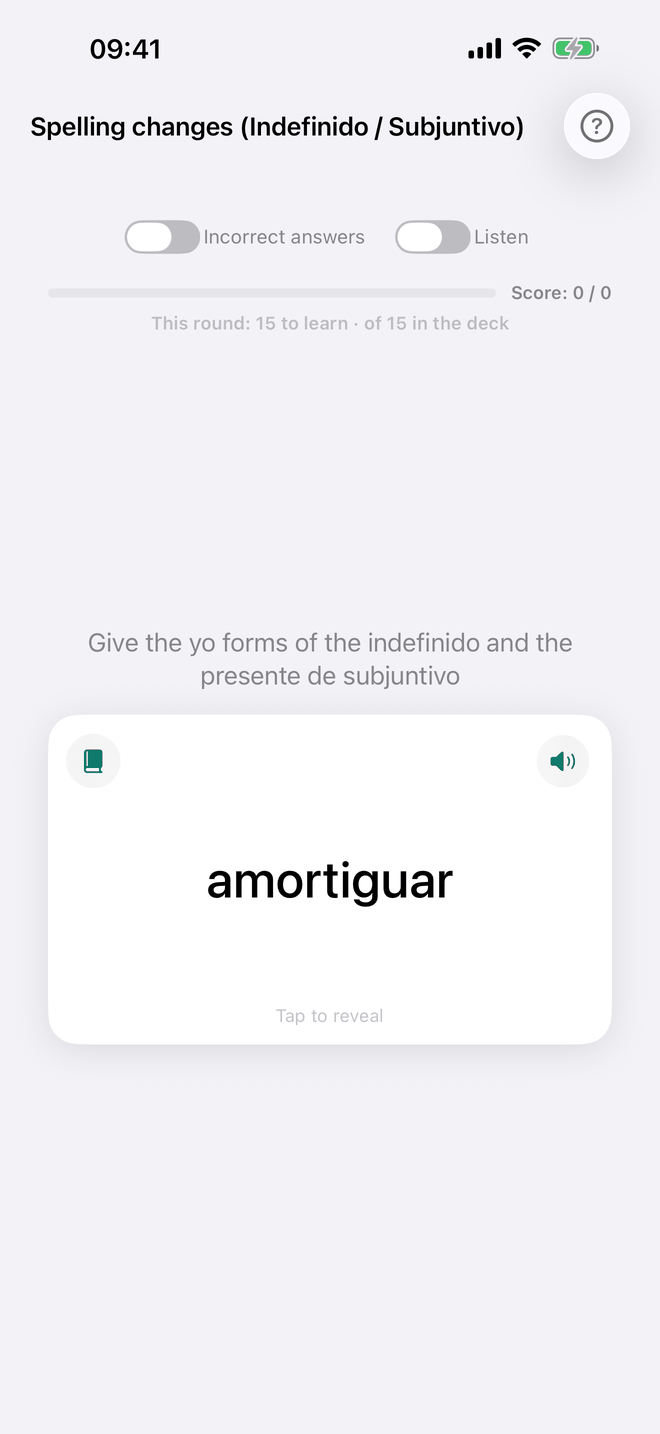 09:41
Spelling changes (Indefinido / Subjuntivo)
Incorrect answers
Listen
Score: 0 / 0
This round: 15 to learn · of 15 in the deck
Give the yo forms of the indefinido and the
presente de subjuntivo
amortiguar
Tap to reveal